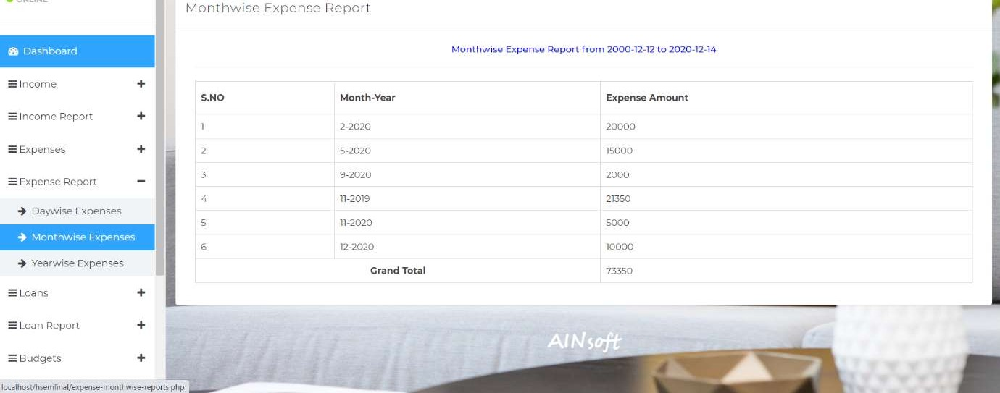 ONLINE
Monthwise Expense Report
Dashboard
Income
Income Report
Expenses
Expense Report
Daywise Expenses
Monthwise Expenses
Yearwise Expenses
Loans
Loan Report
Budgets
Monthwise Expense Report from 2000-12-12 to 2020-12-14
S.NO Month-Year Expense Amount
1 2-2020 20000
2 5-2020 15000
3 9-2020 2000
4 11-2019 21350
5 11-2020 5000
6 12-2020 10000
Grand Total 73350
AINsoft
localhost/hsemfinal/expense-monthwise-reports.php